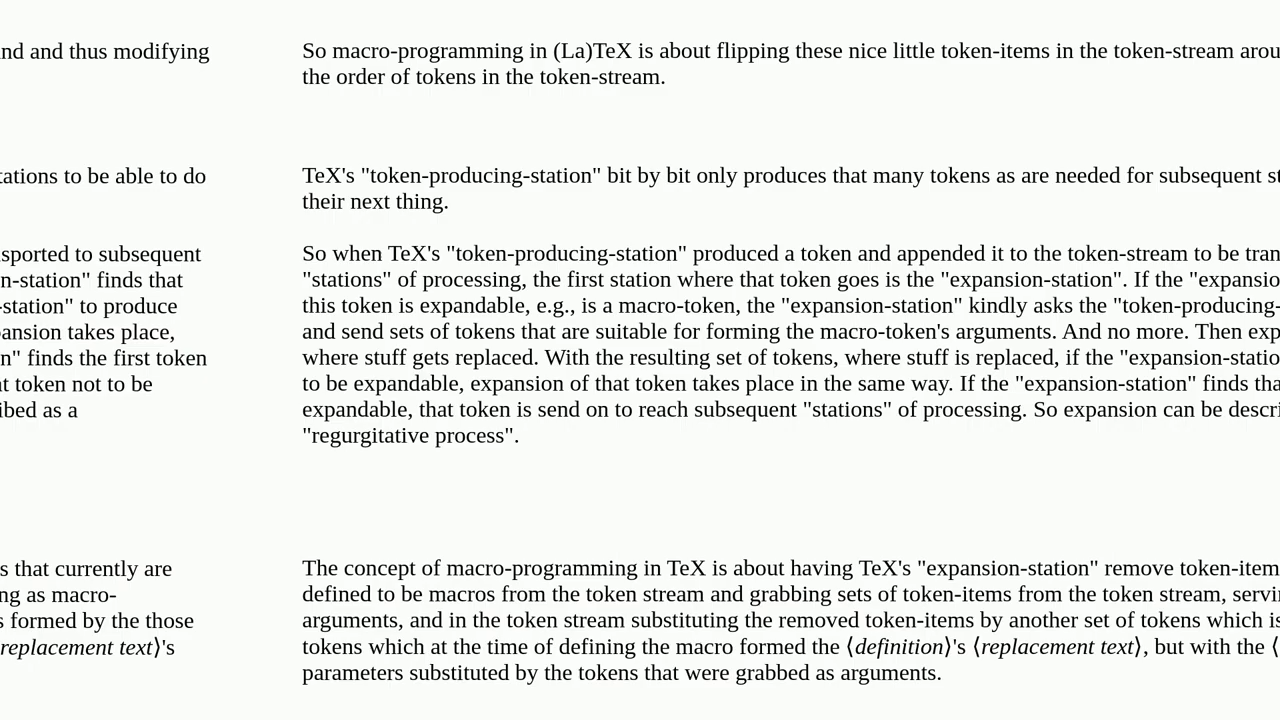 nd and thus modifying
ations to be able to do
sported to subsequent
n-station" finds that
-station" to produce
pansion takes place,
n" finds the first token
t token not to be
ibed as a
s that currently are
ng as macro-
s formed by the those
replacement text⟩'s
So macro-programming in (La)TeX is about flipping these nice little token-items in the token-stream arou
the order of tokens in the token-stream.
TeX's "token-producing-station" bit by bit only produces that many tokens as are needed for subsequent st
their next thing.
So when TeX's "token-producing-station" produced a token and appended it to the token-stream to be tran
"stations" of processing, the first station where that token goes is the "expansion-station". If the "expansio
this token is expandable, e.g., is a macro-token, the "expansion-station" kindly asks the "token-producing-
and send sets of tokens that are suitable for forming the macro-token's arguments. And no more. Then exp
where stuff gets replaced. With the resulting set of tokens, where stuff is replaced, if the "expansion-statio
to be expandable, expansion of that token takes place in the same way. If the "expansion-station" finds tha
expandable, that token is send on to reach subsequent "stations" of processing. So expansion can be descri
"regurgitative process".
The concept of macro-programming in TeX is about having TeX's "expansion-station" remove token-item
defined to be macros from the token stream and grabbing sets of token-items from the token stream, servi
arguments, and in the token stream substituting the removed token-items by another set of tokens which is
tokens which at the time of defining the macro formed the ⟨definition⟩'s ⟨replacement text⟩, but with the ⟨
parameters substituted by the tokens that were grabbed as arguments.